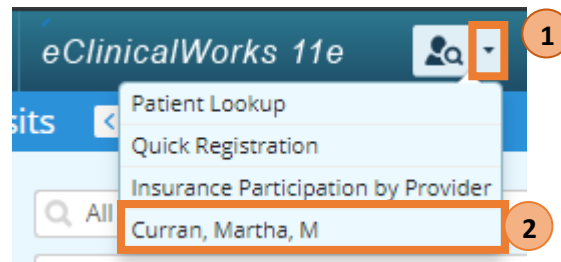 eClinicalWorks 11e
1
Patient Lookup
sits
Quick Registration
Insurance Participation by Provider
All
Curran, Martha, M
2